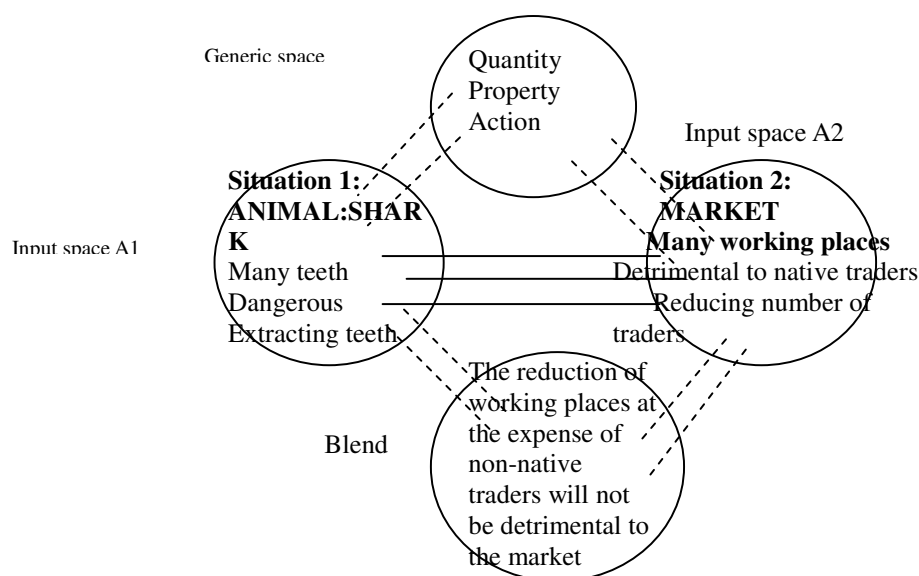 Generic space
Quantity
Property
Action
Input space A2
Input space A1
Situation 1:
ANIMAL:SHAR
K
Many teeth
Dangerous
Extracting teeth
Situation 2:
MARKET
Many working places
Detrimental to native traders
Reducing number of
traders
Blend
The reduction of
working places at
the expense of
non-native
traders will not
be detrimental to
the market